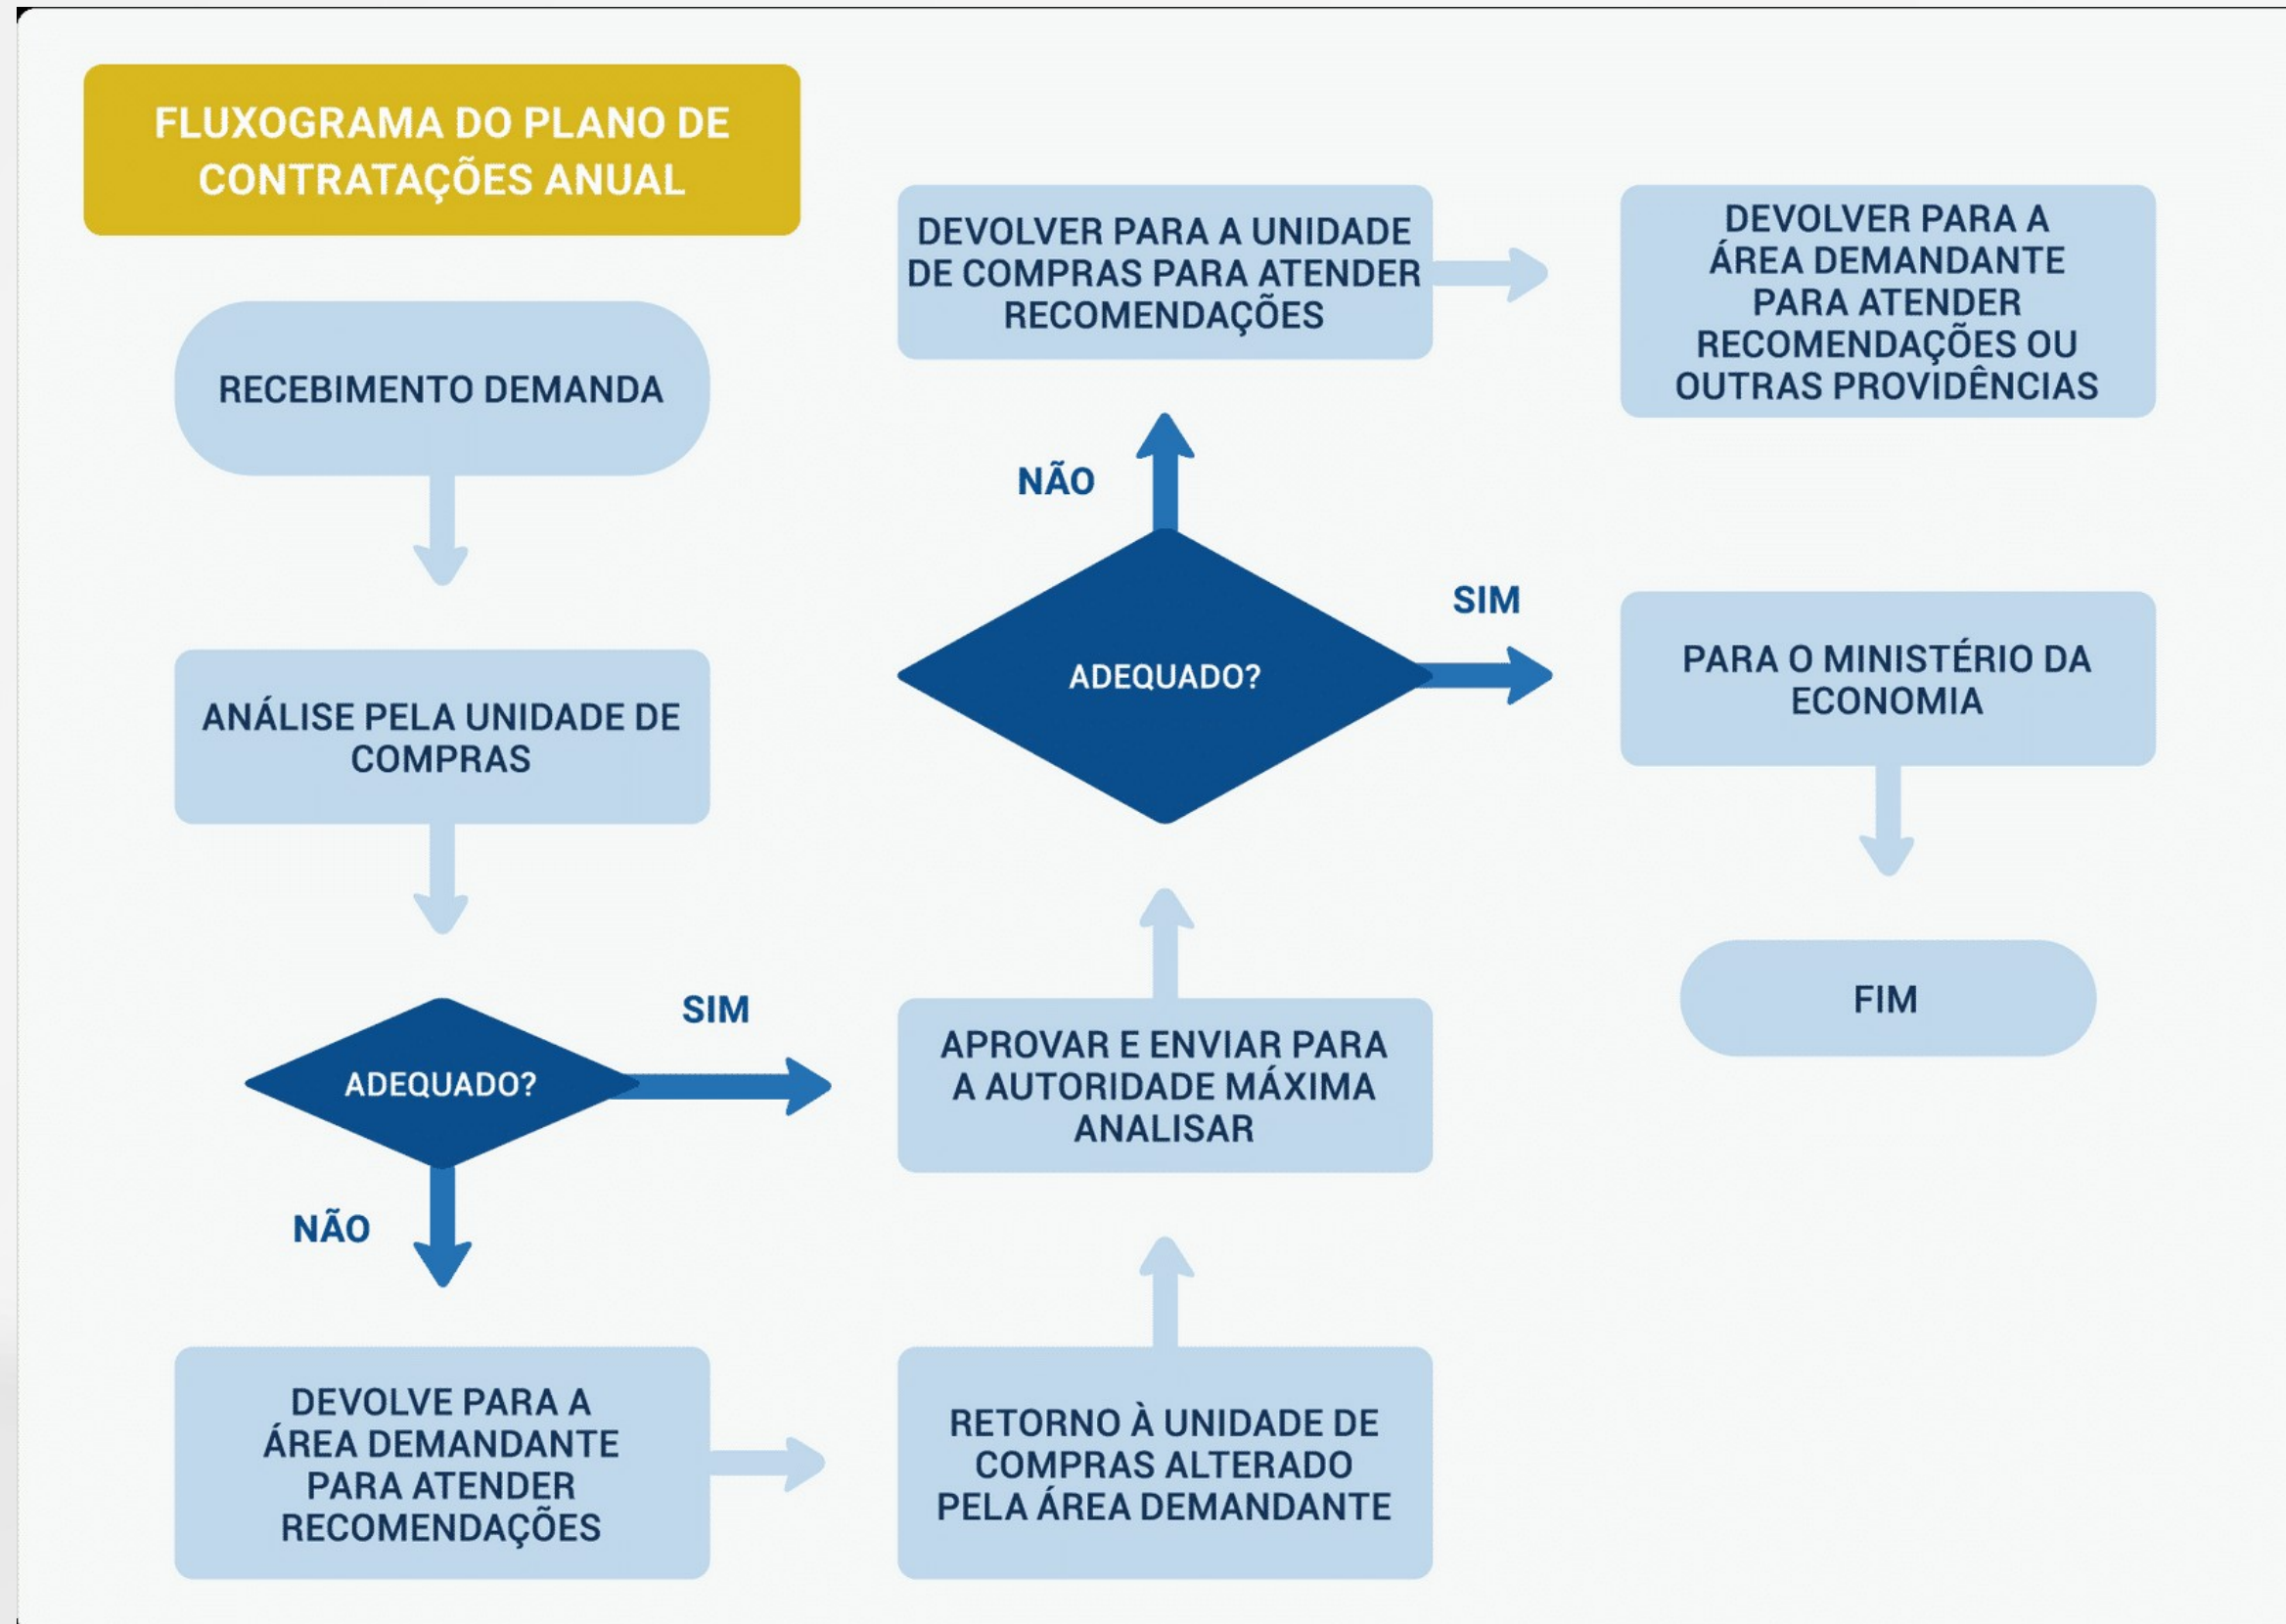 FLUXOGRAMA DO PLANO DE
CONTRATAÇÕES ANUAL
RECEBIMENTO DEMANDA
ANÁLISE PELA UNIDADE DE
COMPRAS
ADEQUADO?
SIM
NÃO
DEVOLVE PARA A
ÁREA DEMANDANTE
PARA ATENDER
RECOMENDAÇÕES
RETORNO À UNIDADE DE
COMPRAS ALTERADO
PELA ÁREA DEMANDANTE
APROVAR E ENVIAR PARA
A AUTORIDADE MÁXIMA
ANALISAR
ADEQUADO?
NÃO
SIM
DEVOLVER PARA A UNIDADE
DE COMPRAS PARA ATENDER
RECOMENDAÇÕES
DEVOLVER PARA A
ÁREA DEMANDANTE
PARA ATENDER
RECOMENDAÇÕES OU
OUTRAS PROVIDÊNCIAS
PARA O MINISTÉRIO DA
ECONOMIA
FIM